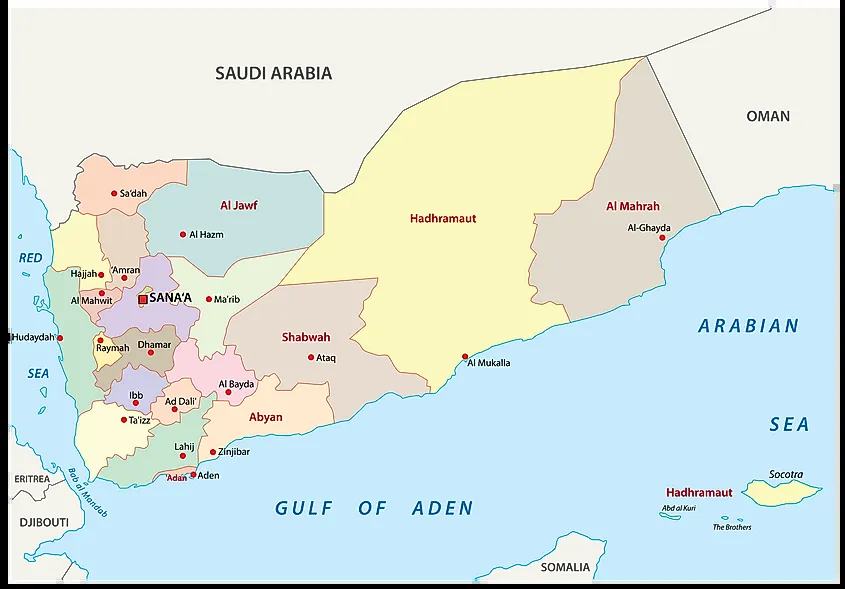 SAUDI ARABIA
OMAN
Sa'dah
Al Jawf
Al Mahrah
Hadhramaut
Al-Ghayda
Al Hazm
RED
Hajjah
'Amran
Al Mahwit
SANA'A
Ma'rib
ARABIAN
Hudaydah
Raymah
Dhamar
Shabwah
Ataq
Al Mukalla
SEA
Al Bayda
Ibb
Ad Dali'
Abyan
Ta'izz
SEA
Lahij
Zinjibar
'Adan
Aden
Socotra
ERITREA
Bab al Mandab
Hadhramaut
GULF OF ADEN
Abd al Kuri
DJIBOUTI
The Brothers
SOMALIA